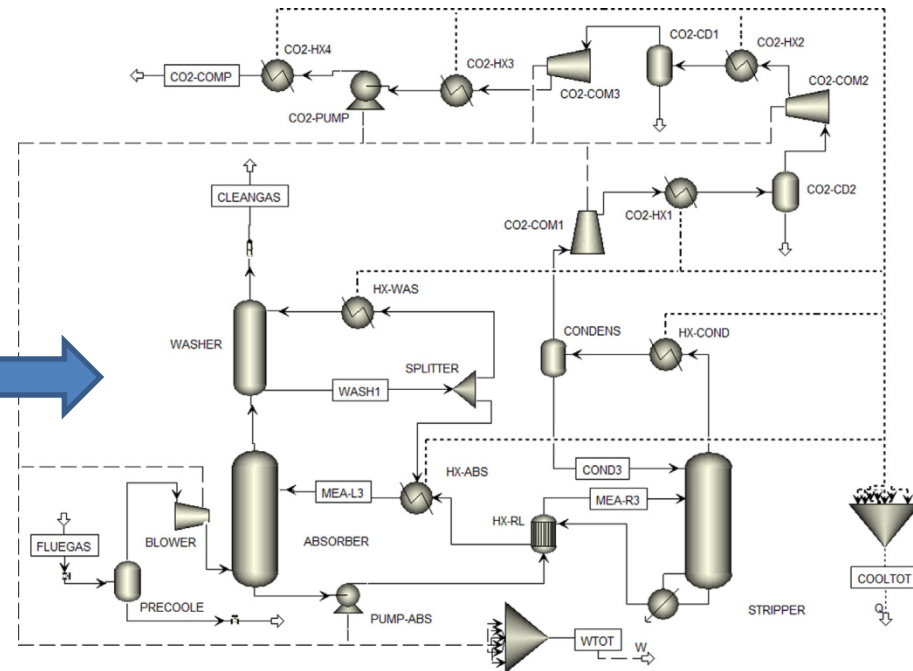 CO2-CD1
CO2-HX2
CO2-HX4
CO2-HX3
CO2-COMP
CO2-COM2
CO2-COM3
CO2-PUMP
CLEANGAS
CO2-CD2
CO2-COM1
CO2-HX1
HX-WAS
CONDENS
HX-COND
WASHER
SPLITTER
WASH1
HX-ABS
COND3
MEA-L3
MEA-R3
HX-RL
BLOWER
ABSORBER
FLUEGAS
COOLTOT
PRECOOLE
PUMP-ABS
STRIPPER
Q
WTOT
W